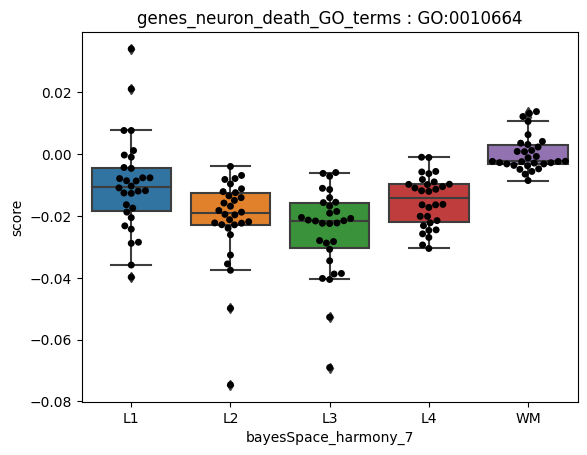 genes_neuron_death_GO_terms : GO:0010664
score
0.02
0.00
−0.02
−0.04
−0.06
−0.08
L1 L2 L3 L4 WM
bayesSpace_harmony_7